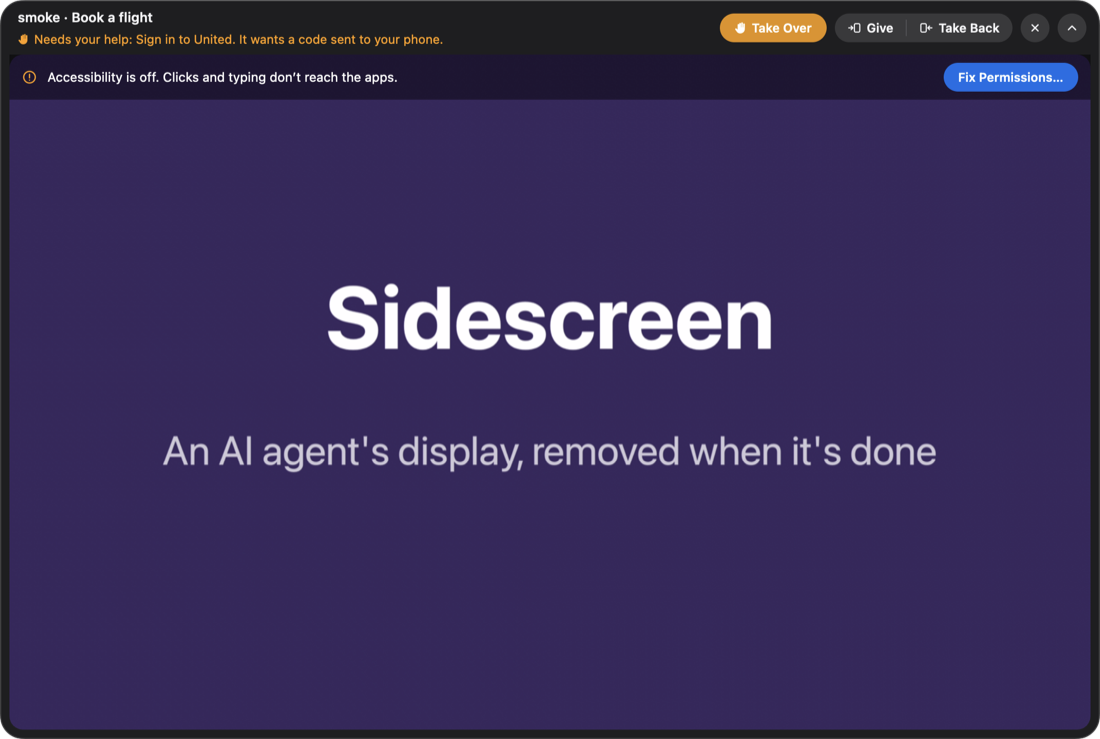 smoke · Book a flight
Needs your help: Sign in to United. It wants a code sent to your phone.
Take Over
Give
Take Back
Accessibility is off. Clicks and typing don’t reach the apps.
Fix Permissions...
Sidescreen
An AI agent's display, removed when it's done